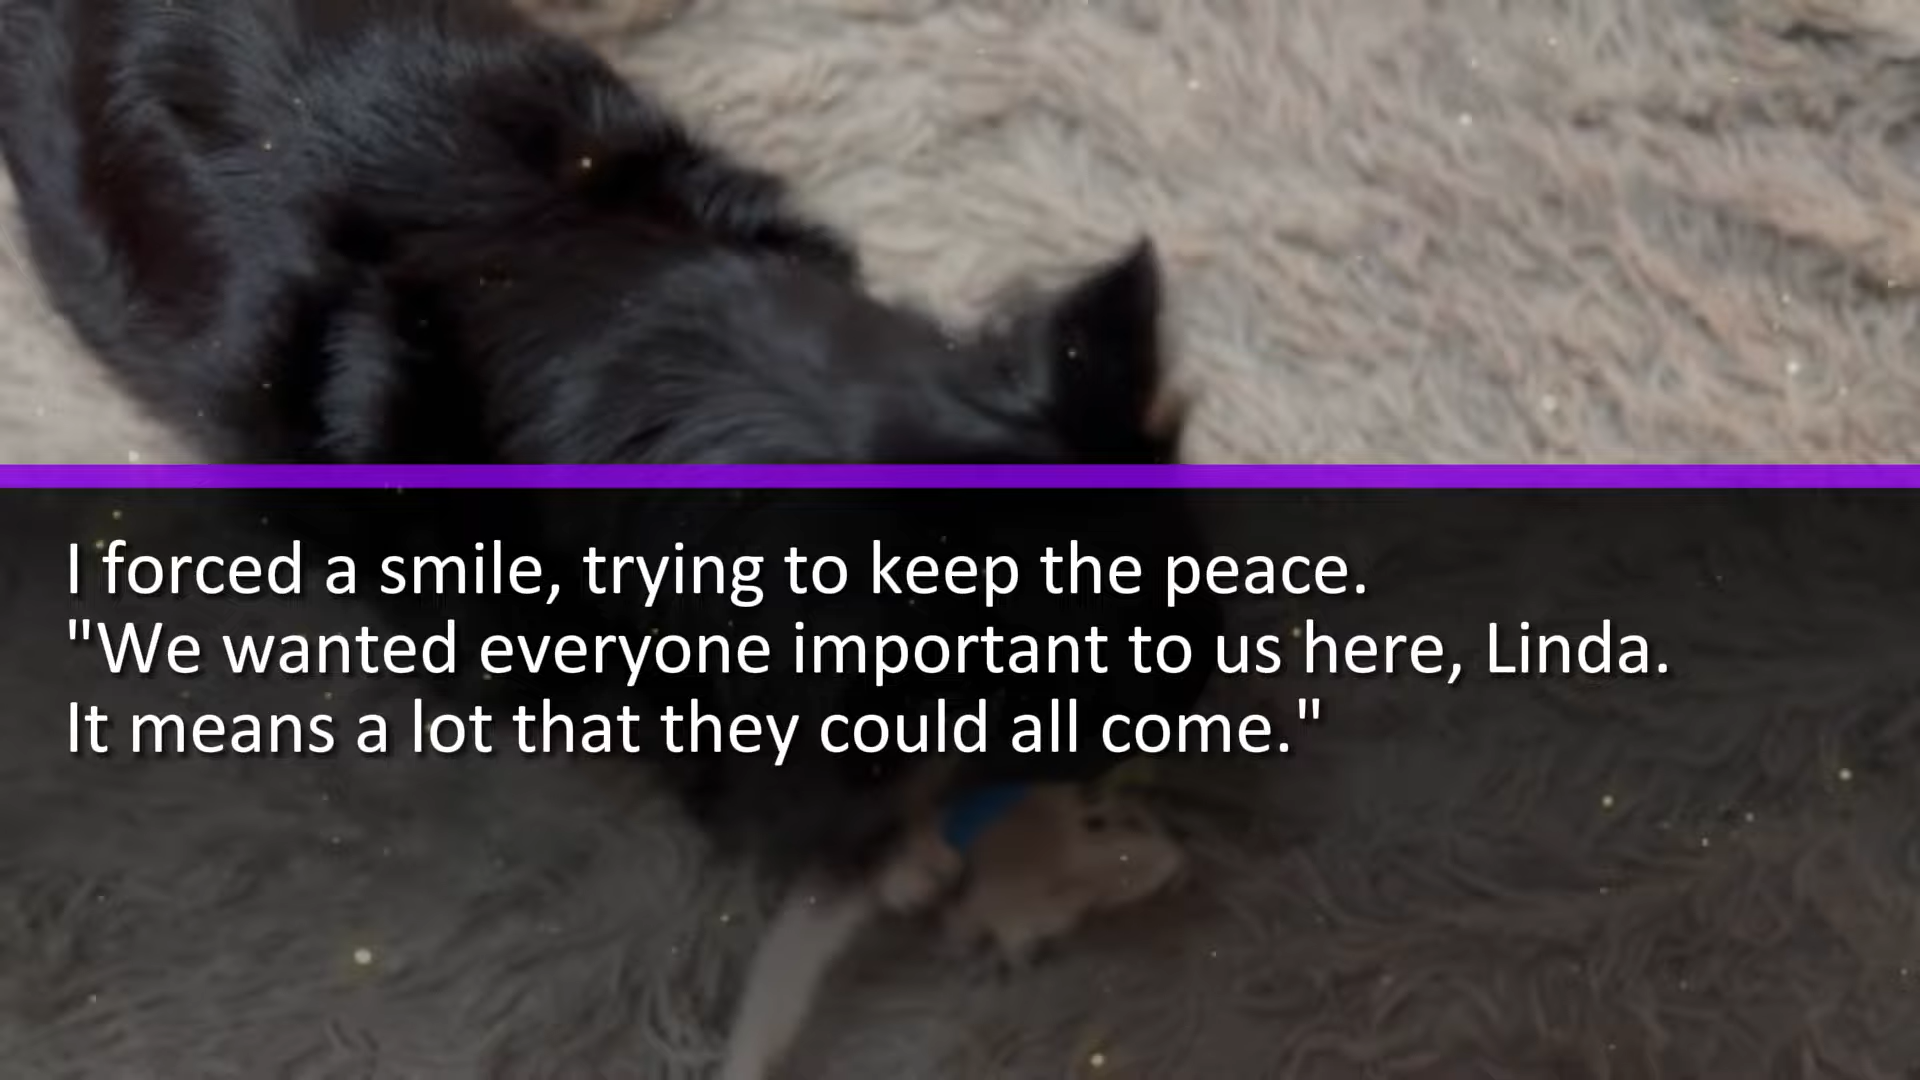 I forced a smile, trying to keep the peace.
"We wanted everyone important to us here, Linda.
It means a lot that they could all come."